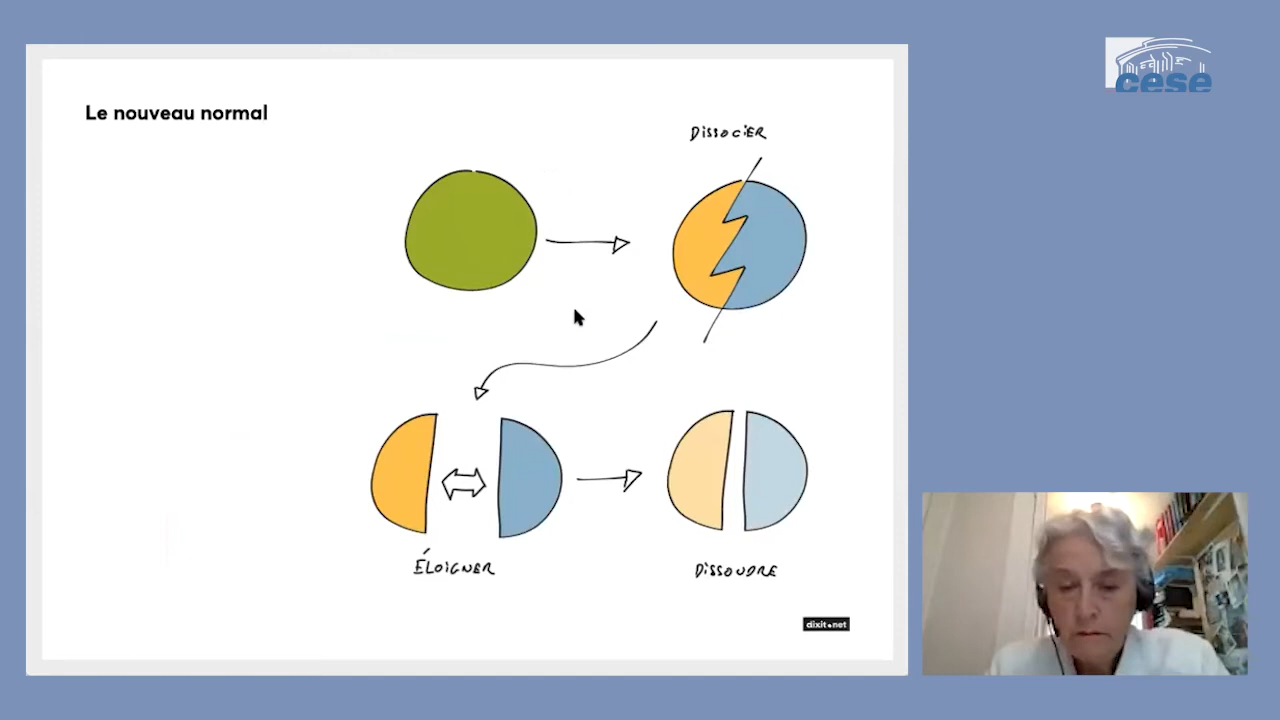 cese
Le nouveau normal
DISSOCIER
ÉLOIGNER
DISSOUDRE
dixit.net